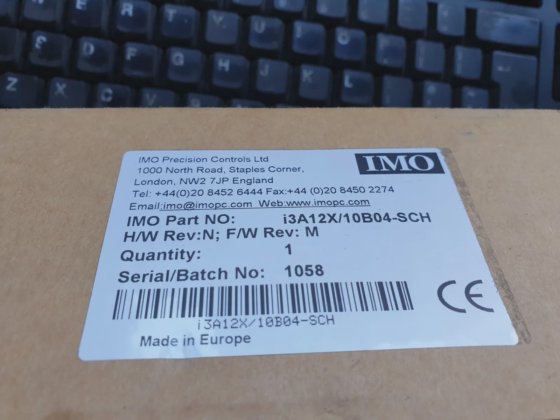 IMO Precision Controls Ltd
1000 North Road, Staples Corner,
London, NW2 7JP England
Tel: +44(0)20 8452 6444 Fax:+44 (0)20 8450 2274
Email:imo@imopc.com Web:www.imopc.com
IMO
IMO Part NO: i3A12X/10B04-SCH
H/W Rev:N; F/W Rev: M
Quantity: 1
Serial/Batch No: 1058
i3A12X/10B04-SCH
CE
Made in Europe